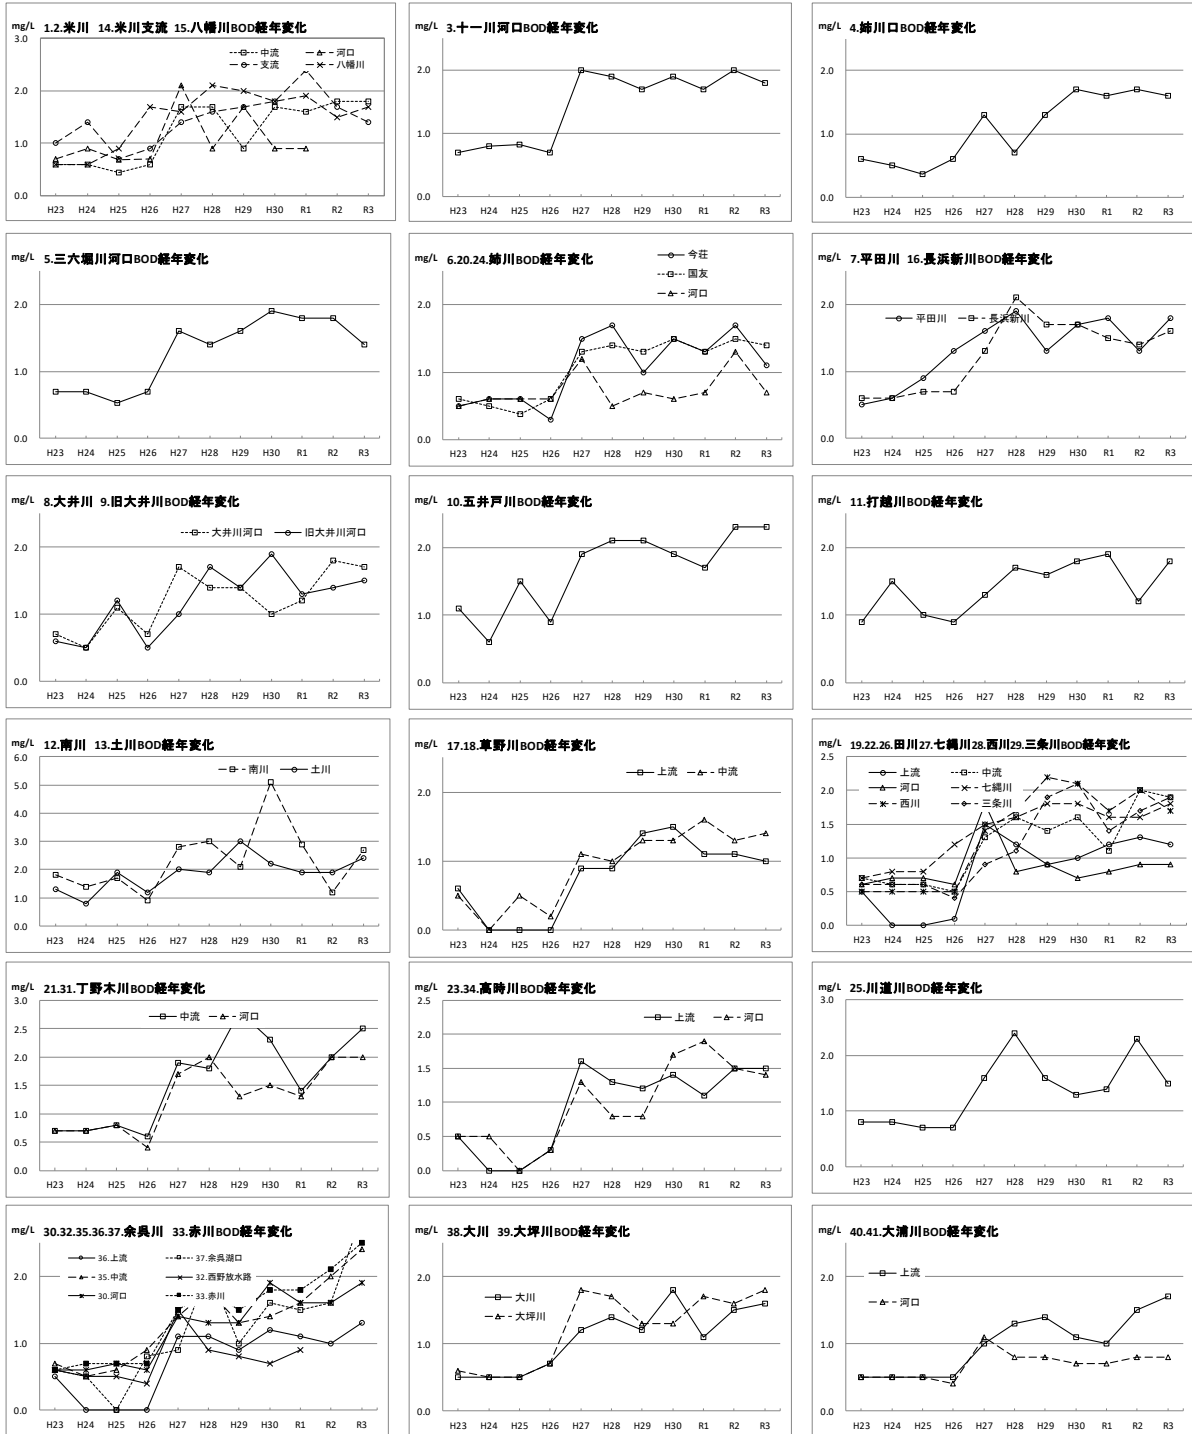 mg/L 1.2.米川 14.米川支流 15.八幡川BOD経年変化
中流 河口
支流 八幡川
3.0
2.0
1.0
0.0
H23 H24 H25 H26 H27 H28 H29 H30 R1 R2 R3
mg/L 3.十一川河口BOD経年変化
2.0
1.0
0.0
H23 H24 H25 H26 H27 H28 H29 H30 R1 R2 R3
mg/L 4.姉川口BOD経年変化
2.0
1.0
0.0
H23 H24 H25 H26 H27 H28 H29 H30 R1 R2 R3
mg/L 5.三六堀川河口BOD経年変化
2.0
1.0
0.0
H23 H24 H25 H26 H27 H28 H29 H30 R1 R2 R3
mg/L 6.20.24.姉川BOD経年変化
今荘
国友
河口
2.0
1.0
0.0
H23 H24 H25 H26 H27 H28 H29 H30 R1 R2 R3
mg/L 7.平田川 16.長浜新川BOD経年変化
平田川 長浜新川
2.0
1.0
0.0
H23 H24 H25 H26 H27 H28 H29 H30 R1 R2 R3
mg/L 8.大井川 9.旧大井川BOD経年変化
大井川河口 旧大井川河口
2.0
1.0
0.0
H23 H24 H25 H26 H27 H28 H29 H30 R1 R2 R3
mg/L 10.五井戸川BOD経年変化
2.0
1.0
0.0
H23 H24 H25 H26 H27 H28 H29 H30 R1 R2 R3
mg/L 11.打越川BOD経年変化
2.0
1.0
0.0
H23 H24 H25 H26 H27 H28 H29 H30 R1 R2 R3
mg/L 12.南川 13.土川BOD経年変化
南川 土川
6.0
5.0
4.0
3.0
2.0
1.0
0.0
H23 H24 H25 H26 H27 H28 H29 H30 R1 R2 R3
mg/L 17.18.草野川BOD経年変化
上流 中流
2.0
1.0
0.0
H23 H24 H25 H26 H27 H28 H29 H30 R1 R2 R3
mg/L 19.22.26.田川27.七縄川28.西川29.三条川BOD経年変化
上流 中流
河口 七縄川
西川 三条川
2.5
2.0
1.5
1.0
0.5
0.0
H23 H24 H25 H26 H27 H28 H29 H30 R1 R2 R3
mg/L 21.31.丁野木川BOD経年変化
中流 河口
3.0
2.5
2.0
1.5
1.0
0.5
0.0
H23 H24 H25 H26 H27 H28 H29 H30 R1 R2 R3
mg/L 23.34.高時川BOD経年変化
上流 河口
2.5
2.0
1.5
1.0
0.5
0.0
H23 H24 H25 H26 H27 H28 H29 H30 R1 R2 R3
mg/L 25.川道川BOD経年変化
3.0
2.0
1.0
0.0
H23 H24 H25 H26 H27 H28 H29 H30 R1 R2 R3
mg/L 30.32.35.36.37.余呉川 33.赤川BOD経年変化
36.上流 37.余呉湖口
35.中流 32.西野放水路
30.河口 33.赤川
2.0
1.0
0.0
H23 H24 H25 H26 H27 H28 H29 H30 R1 R2 R3
mg/L 38.大川 39.大坪川BOD経年変化
大川
大坪川
2.0
1.0
0.0
H23 H24 H25 H26 H27 H28 H29 H30 R1 R2 R3
mg/L 40.41.大浦川BOD経年変化
上流
河口
2.0
1.0
0.0
H23 H24 H25 H26 H27 H28 H29 H30 R1 R2 R3